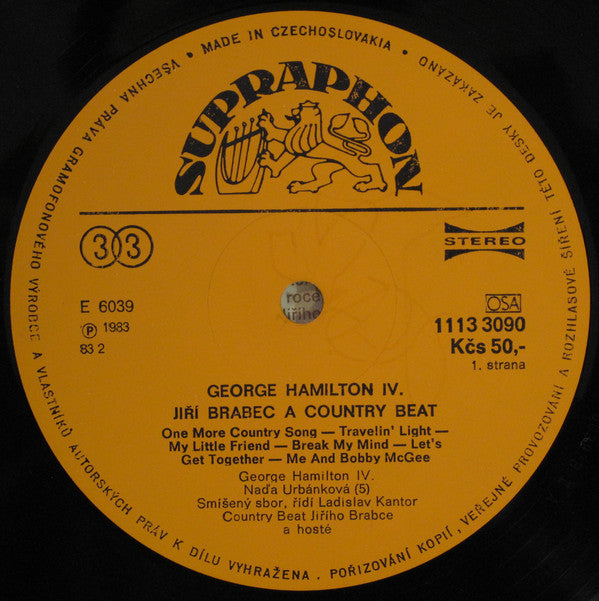 VŠECHNA PRÁVA GRAMOFONOVÉHO VÝROBCE A VLASTNÍKŮ AUTORSKÝCH PRÁV K DÍLU VYHRAŽENA. POŘIZOVÁNÍ KOPIÍ, VEŘEJNÉ PROVOZOVÁNÍ A ROZHLASOVÉ ŠÍŘENÍ TÉTO DESKY JE ZAKÁZÁNO • MADE IN CZECHOSLOVAKIA •
SUPRAPHON
33
STEREO
E 6039
OSA
℗ 1983
1113 3090
83 2
Kčs 50,-
1. strana
roce
Jiřího
GEORGE HAMILTON IV.
JIŘÍ BRABEC A COUNTRY BEAT
One More Country Song — Travelin' Light —
My Little Friend — Break My Mind — Let's
Get Together — Me And Bobby McGee
George Hamilton IV.
Naďa Urbánková (5)
Smíšený sbor, řídí Ladislav Kantor
Country Beat Jiřího Brabce
a hosté